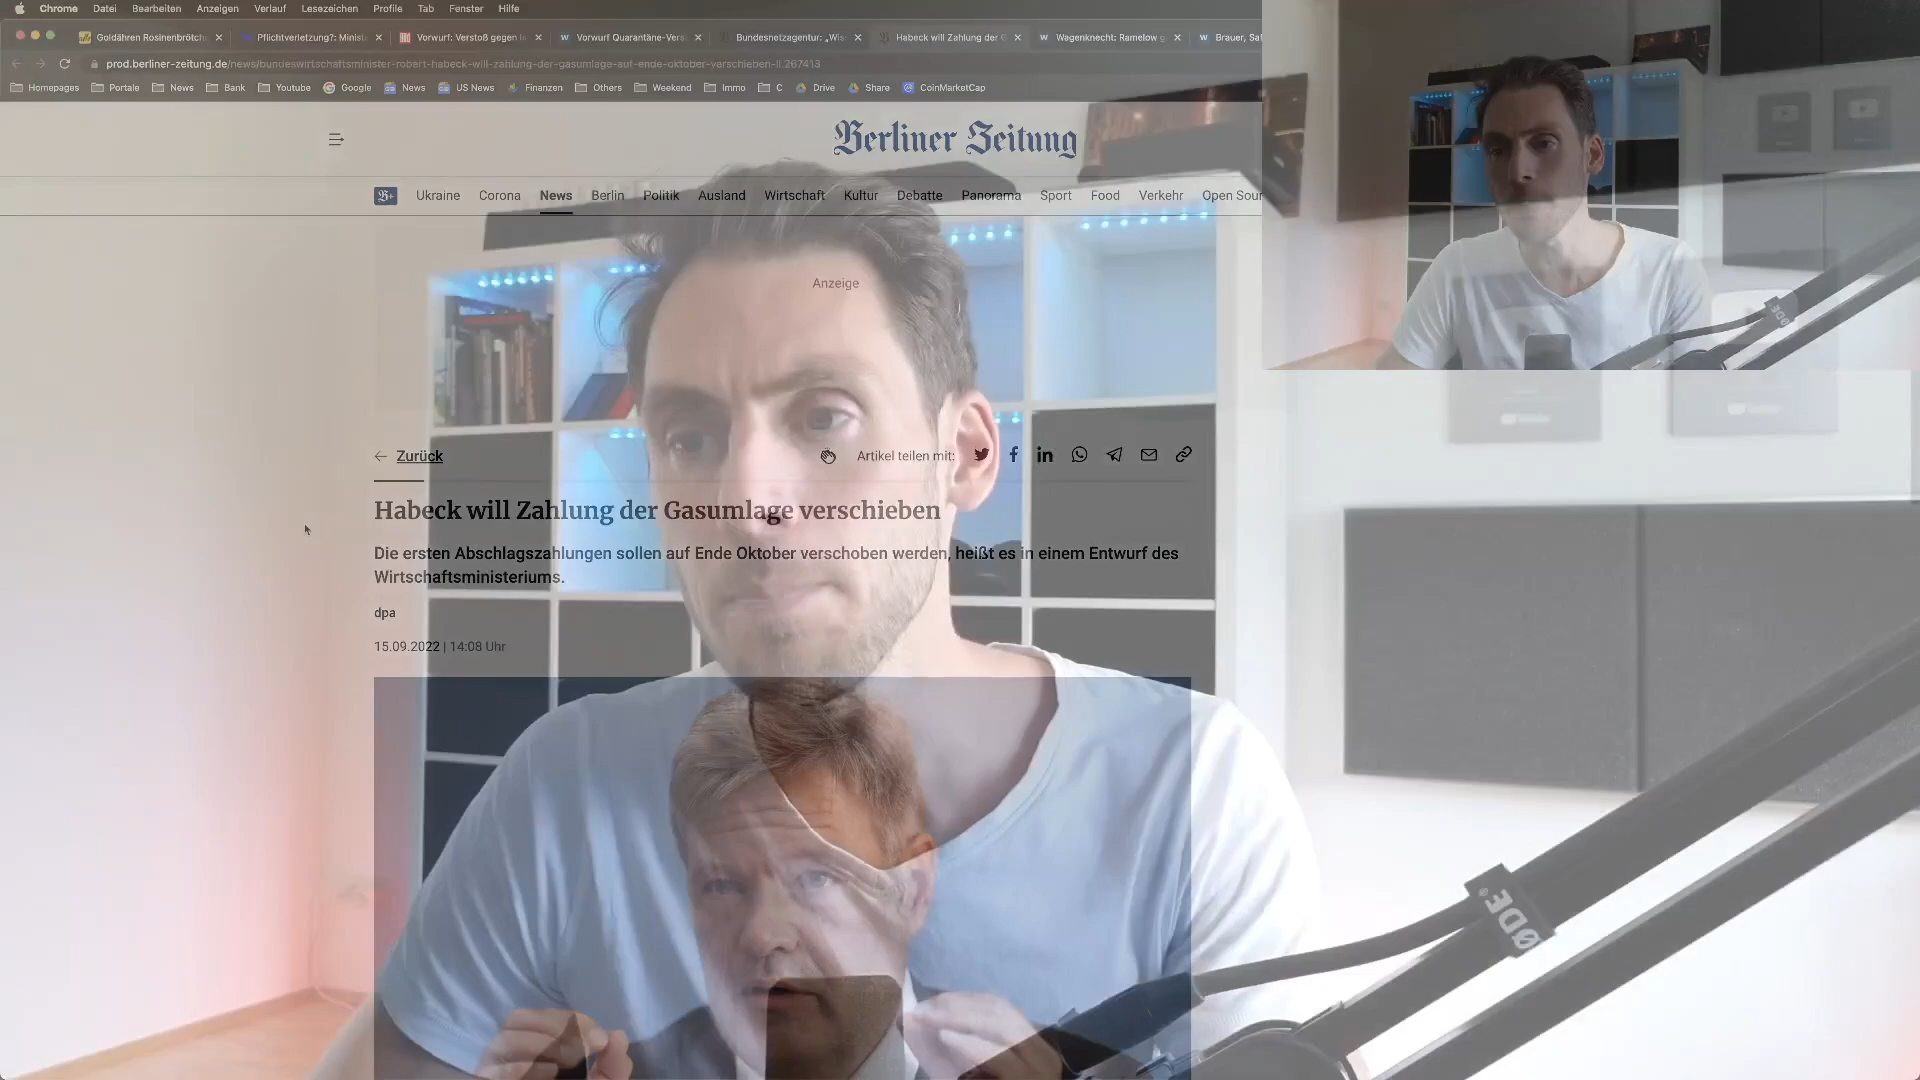 Chrome Datei Bearbeiten Anzeigen Verlauf Lesezeichen Profile Tab Fenster Hilfe
Goldähren Rosinenbrötch Pflichtverletzung?: Minist Vorwurf: Verstoß gegen Vorwurf Quarantäne-Vers Bundesnetzagentur: „Wi Habeck will Zahlung der G Wagenknecht: Ramelow g Brauer, Saf
prod.berliner-zeitung.de/news/bundeswirtschaftsminister-robert-habeck-will-zahlung-der-gasumlage-auf-ende-oktober-verschieben-li.267413
Homepages Portale News Bank Youtube Google News US News Finanzen Others Weekend Immo C Drive Share CoinMarketCap
Berliner Zeitung
B+ Ukraine Corona News Berlin Politik Ausland Wirtschaft Kultur Debatte Panorama Sport Food Verkehr Open Sour
Anzeige
Zurück Artikel teilen mit:
Habeck will Zahlung der Gasumlage verschieben
Die ersten Abschlagszahlungen sollen auf Ende Oktober verschoben werden, heißt es in einem Entwurf des
Wirtschaftsministeriums.
dpa
15.09.2022 | 14:08 Uhr
RØDE